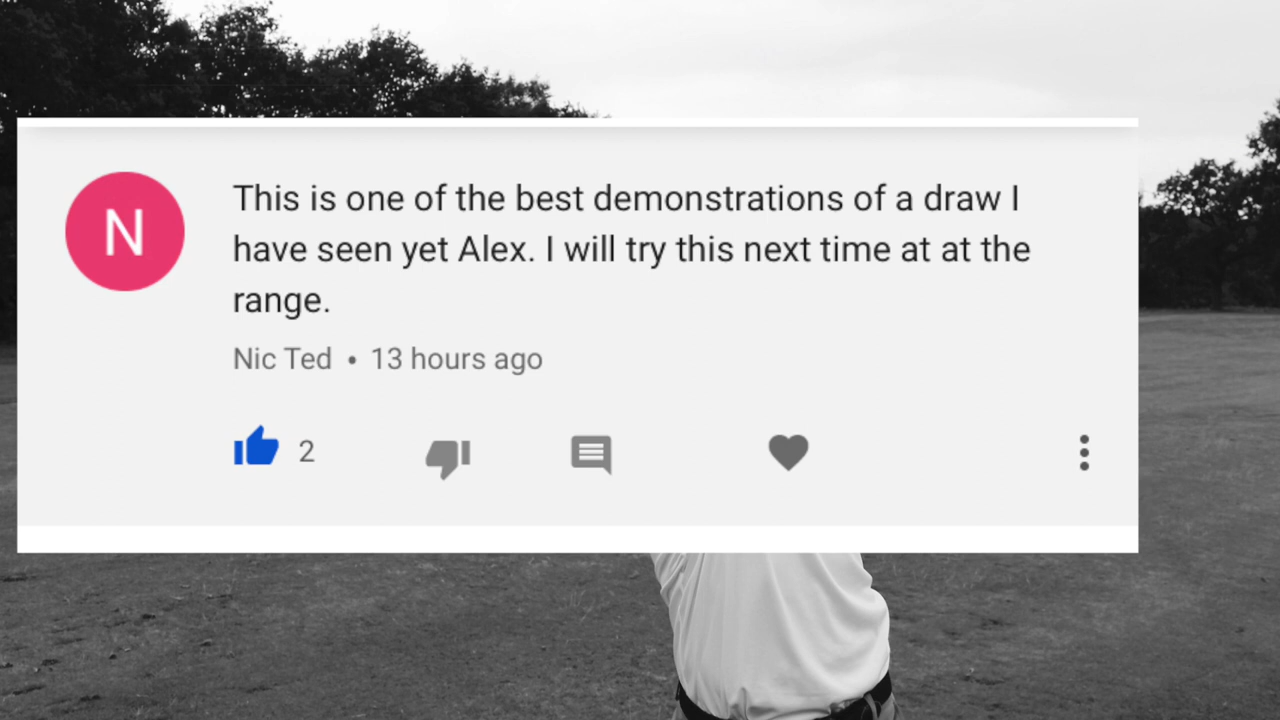 N
This is one of the best demonstrations of a draw I
have seen yet Alex. I will try this next time at at the
range.
Nic Ted • 13 hours ago
2